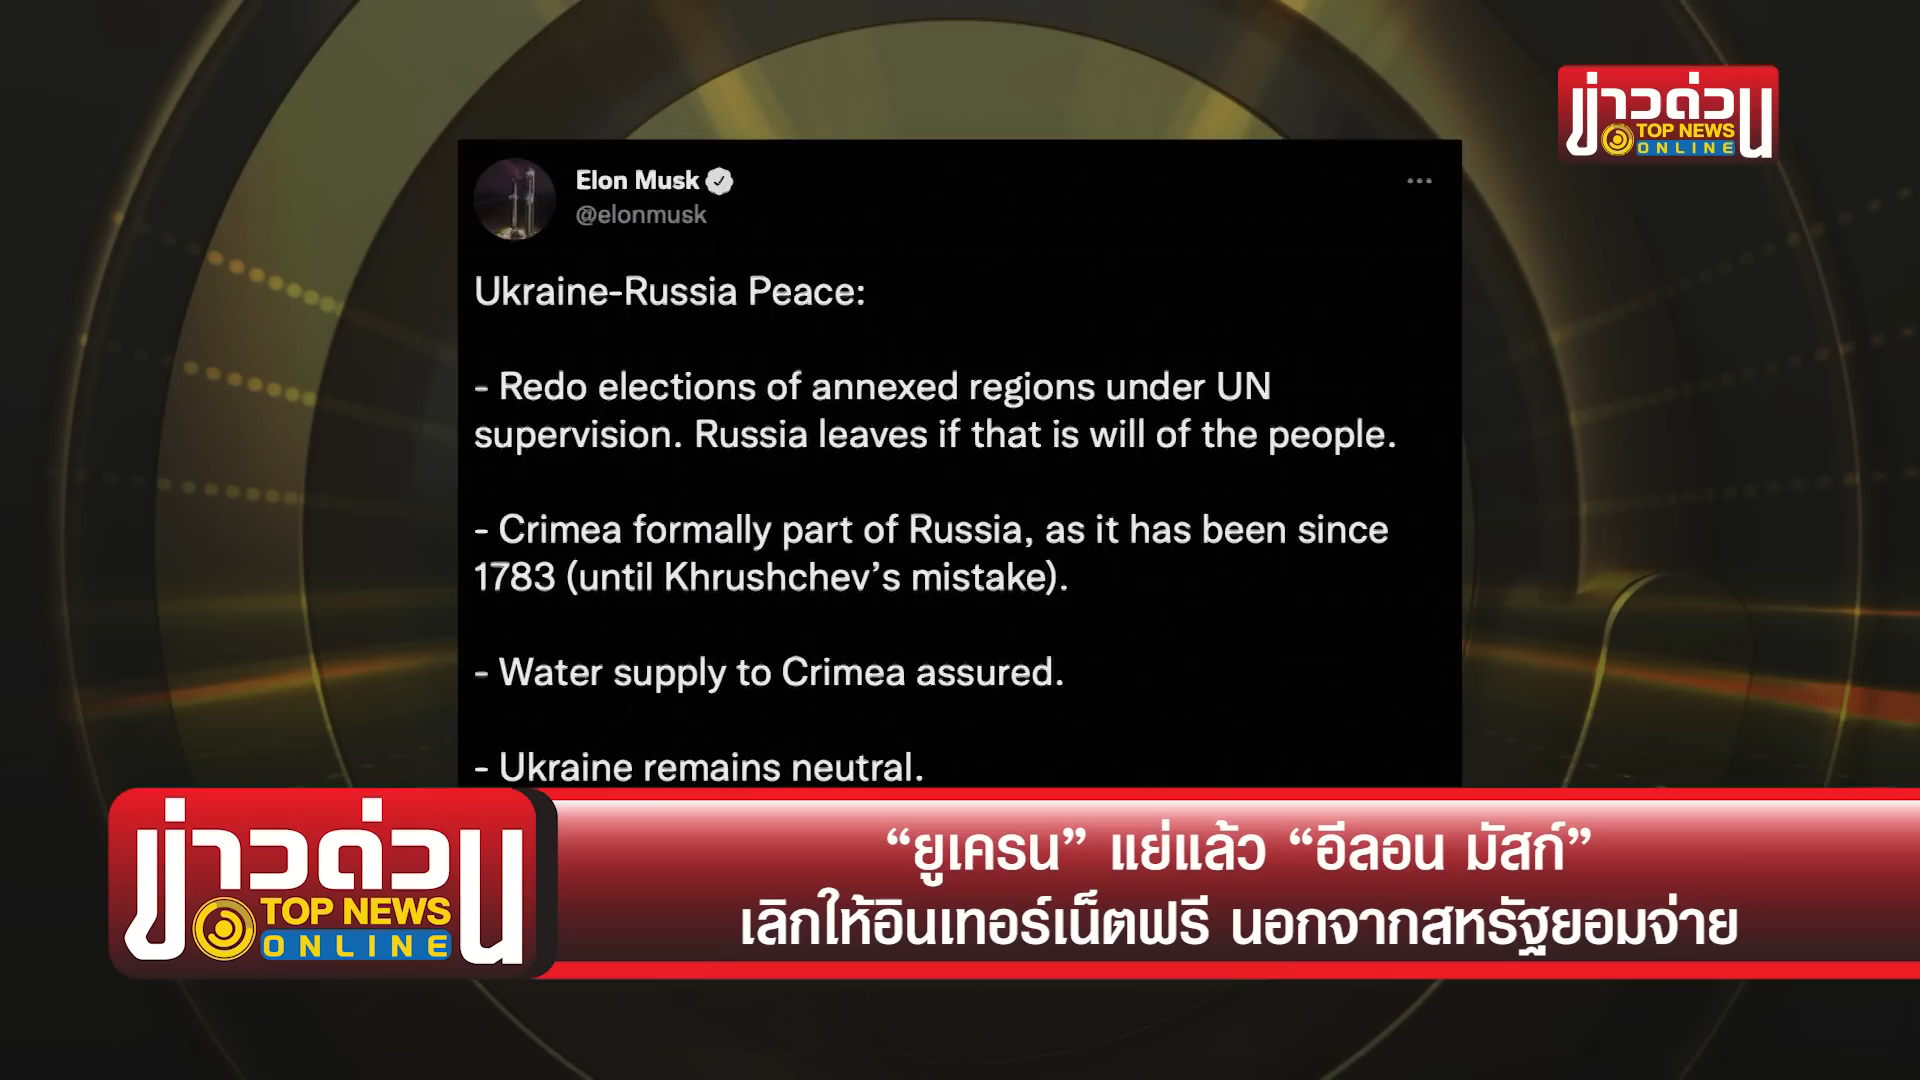 ข่าวด่วน
TOP NEWS
ONLINE
Elon Musk
@elonmusk
Ukraine-Russia Peace:
- Redo elections of annexed regions under UN
supervision. Russia leaves if that is will of the people.
- Crimea formally part of Russia, as it has been since
1783 (until Khrushchev’s mistake).
- Water supply to Crimea assured.
- Ukraine remains neutral.
ข่าวด่วน
TOP NEWS
ONLINE
“ยูเครน” แย่แล้ว “อีลอน มัสก์”
เลิกให้อินเทอร์เน็ตฟรี นอกจากสหรัฐยอมจ่าย